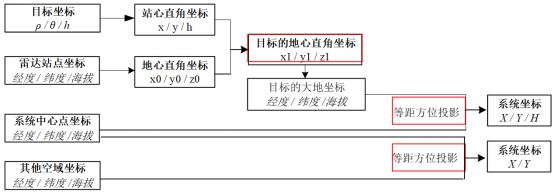 目标坐标
ρ/θ/h
站心直角坐标
x/y/h
雷达站点坐标
经度/纬度/海拔
地心直角坐标
x0/y0/z0
目标的地心直角坐标
x1/y1/z1
目标的大地坐标
经度/纬度/海拔
等距方位投影
系统坐标
X/Y/H
系统中心点坐标
经度/纬度/海拔
其他空域坐标
经度/纬度/海拔
等距方位投影
系统坐标
X/Y